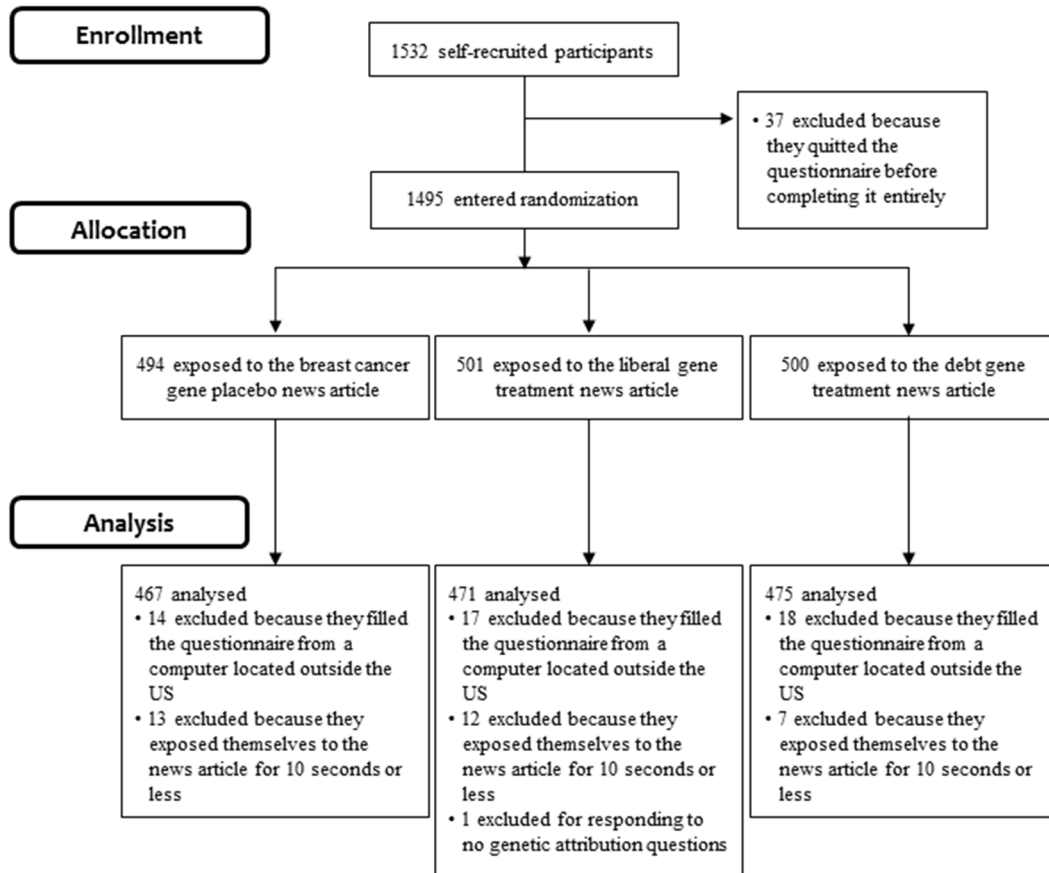 Enrollment
1532 self-recruited participants
• 37 excluded because
they quitted the
questionnaire before
completing it entirely
1495 entered randomization
Allocation
494 exposed to the breast cancer
gene placebo news article
501 exposed to the liberal gene
treatment news article
500 exposed to the debt gene
treatment news article
Analysis
467 analysed
• 14 excluded because they filled
the questionnaire from a
computer located outside the
US
• 13 excluded because they
exposed themselves to the
news article for 10 seconds or
less
471 analysed
• 17 excluded because they filled
the questionnaire from a
computer located outside the
US
• 12 excluded because they
exposed themselves to the
news article for 10 seconds or
less
• 1 excluded for responding to
no genetic attribution questions
475 analysed
• 18 excluded because they filled
the questionnaire from a
computer located outside the
US
• 7 excluded because they
exposed themselves to the
news article for 10 seconds or
less